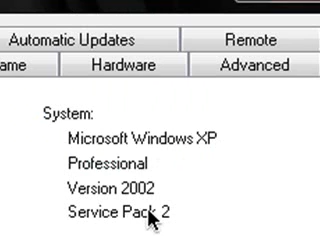 Automatic Updates Remote
ame Hardware Advanced
System:
Microsoft Windows XP
Professional
Version 2002
Service Pack 2